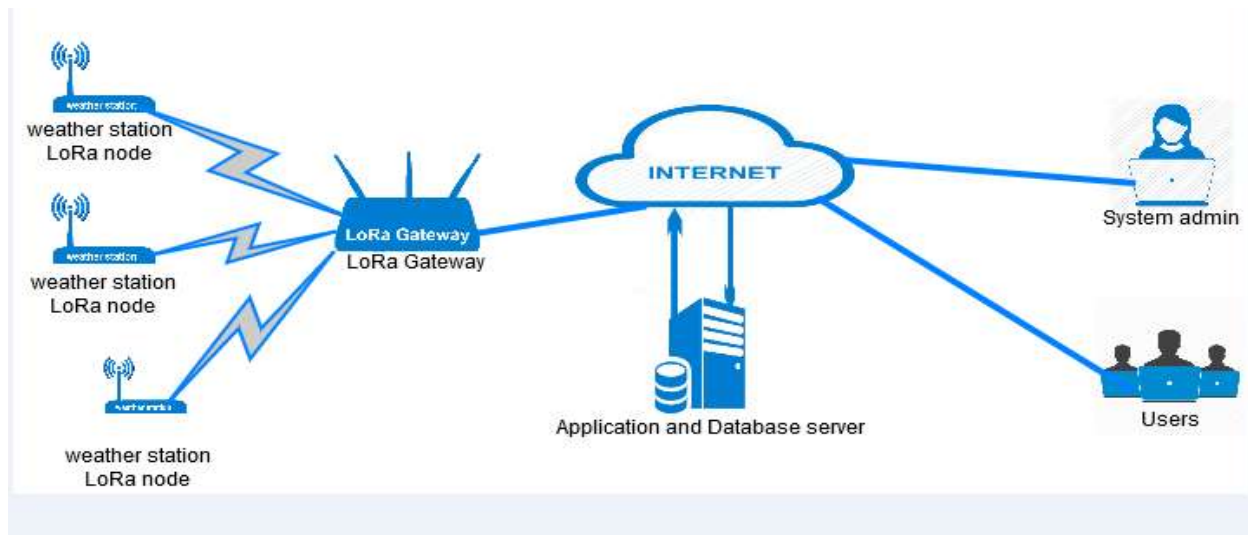 weather station
weather station
LoRa node
weather station
weather station
LoRa node
weather station
LoRa node
LoRa Gateway
LoRa Gateway
INTERNET
Application and Database server
System admin
Users